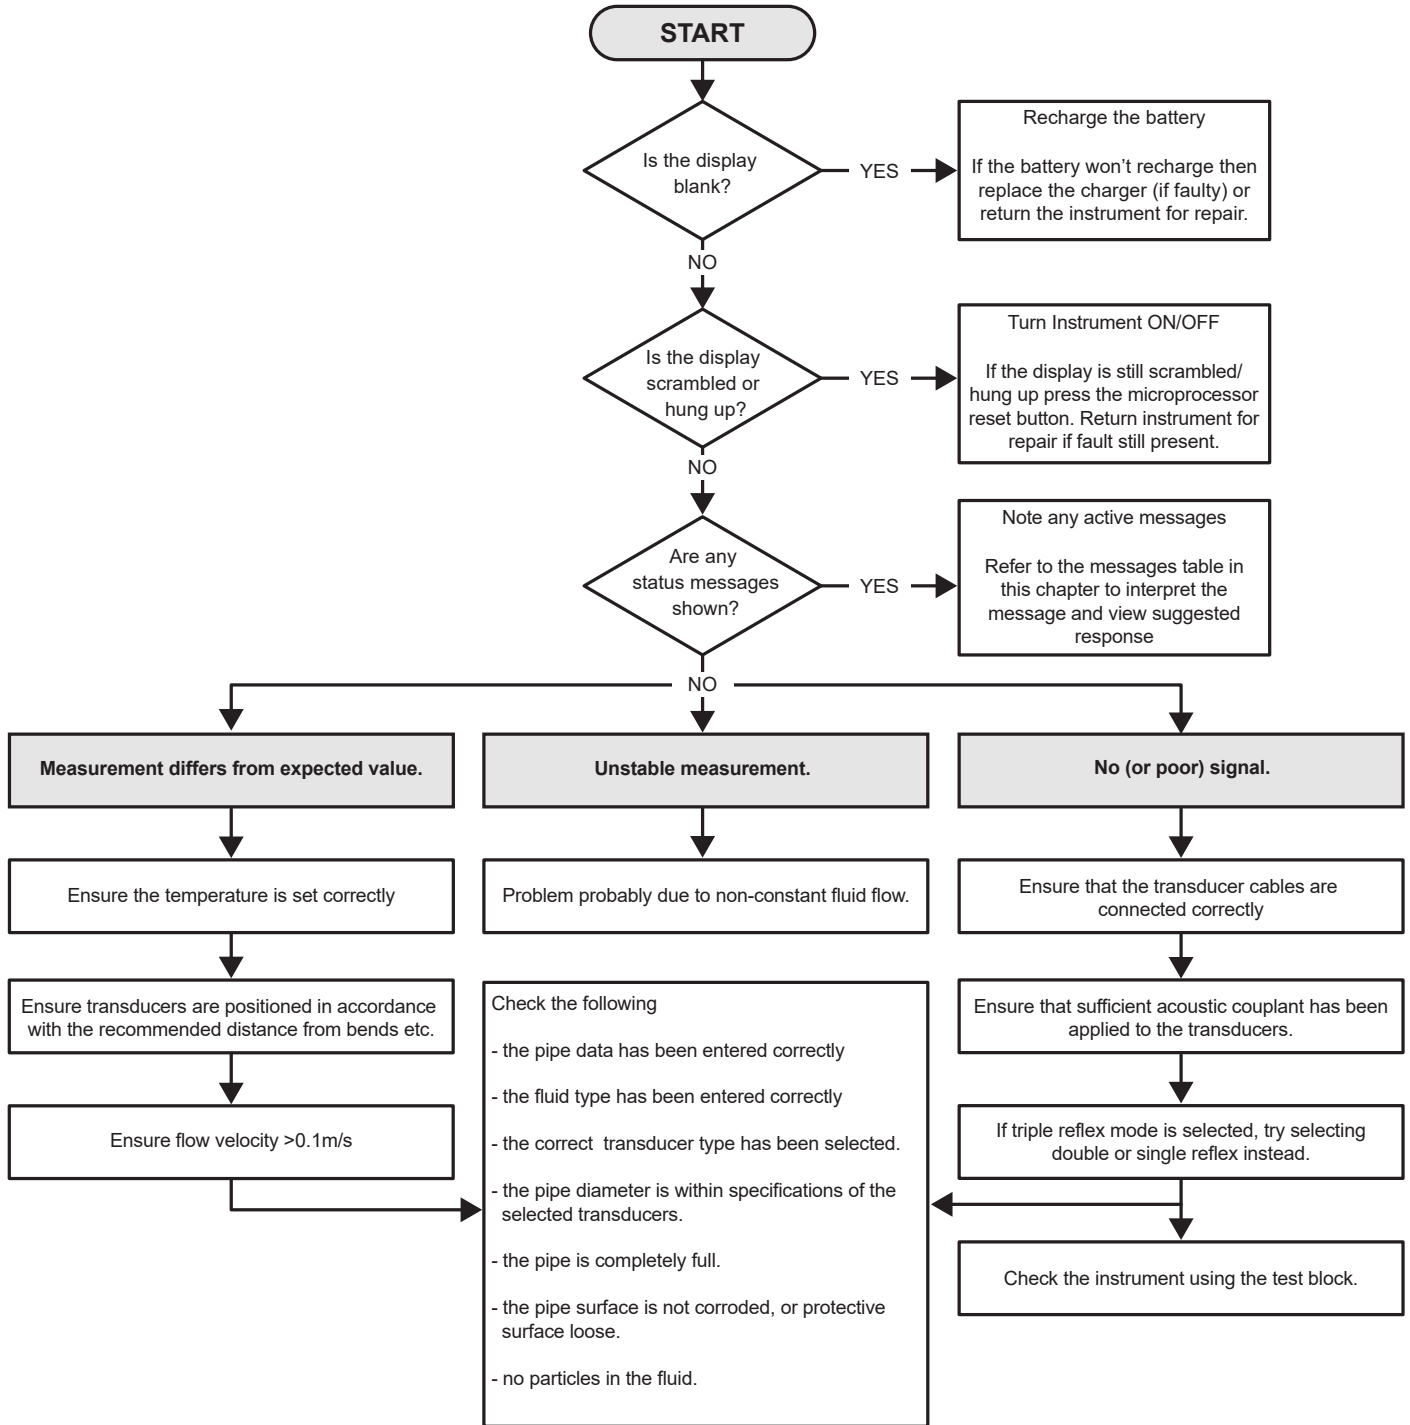 START
Is the display
blank?
YES
Recharge the battery
If the battery won’t recharge then
replace the charger (if faulty) or
return the instrument for repair.
NO
Is the display
scrambled or
hung up?
YES
Turn Instrument ON/OFF
If the display is still scrambled/
hung up press the microprocessor
reset button. Return instrument for
repair if fault still present.
NO
Are any
status messages
shown?
YES
Note any active messages
Refer to the messages table in
this chapter to interpret the
message and view suggested
response
NO
Measurement differs from expected value.
Ensure the temperature is set correctly
Ensure transducers are positioned in accordance
with the recommended distance from bends etc.
Ensure flow velocity >0.1m/s
Unstable measurement.
Problem probably due to non-constant fluid flow.
Check the following
- the pipe data has been entered correctly
- the fluid type has been entered correctly
- the correct  transducer type has been selected.
- the pipe diameter is within specifications of the
selected transducers.
- the pipe is completely full.
- the pipe surface is not corroded, or protective
surface loose.
- no particles in the fluid.
No (or poor) signal.
Ensure that the transducer cables are
connected correctly
Ensure that sufficient acoustic couplant has been
applied to the transducers.
If triple reflex mode is selected, try selecting
double or single reflex instead.
Check the instrument using the test block.